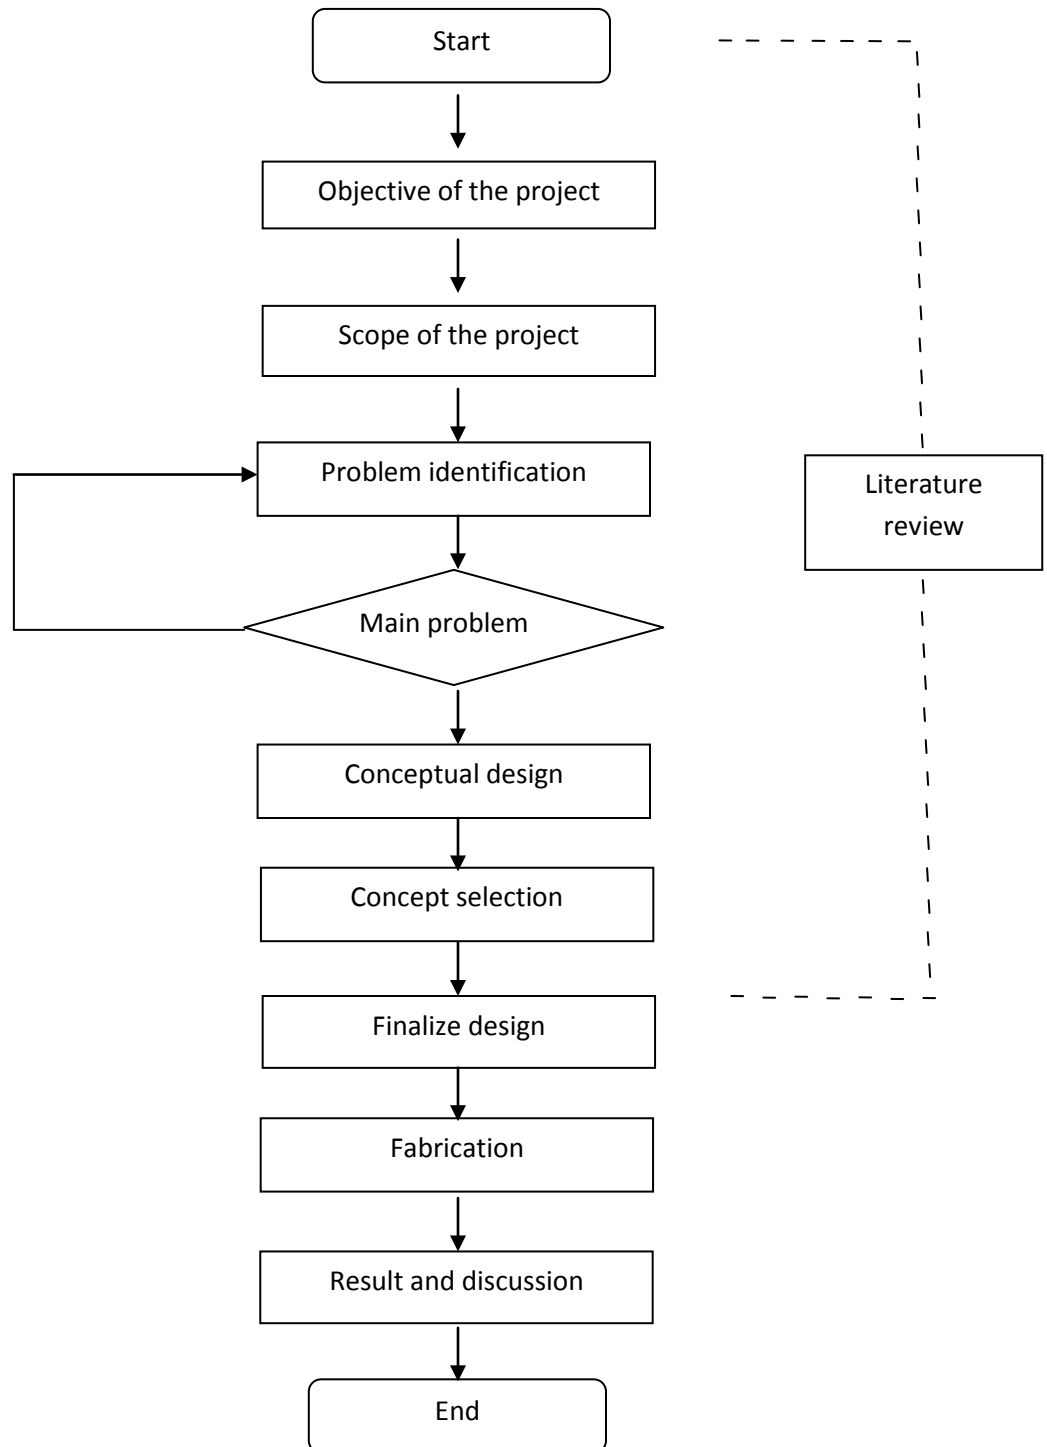 Start
Objective of the project
Scope of the project
Problem identification
Literature
review
Main problem
Conceptual design
Concept selection
Finalize design
Fabrication
Result and discussion
End